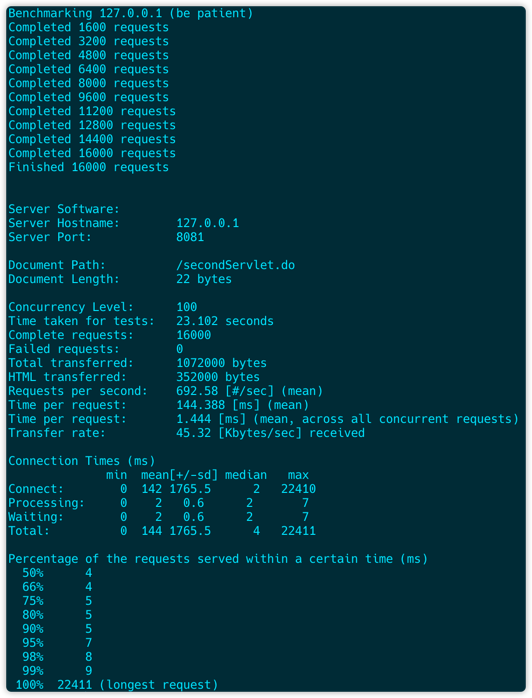 Benchmarking 127.0.0.1 (be patient)
Completed 1600 requests
Completed 3200 requests
Completed 4800 requests
Completed 6400 requests
Completed 8000 requests
Completed 9600 requests
Completed 11200 requests
Completed 12800 requests
Completed 14400 requests
Completed 16000 requests
Finished 16000 requests


Server Software:
Server Hostname:        127.0.0.1
Server Port:            8081

Document Path:          /secondServlet.do
Document Length:        22 bytes

Concurrency Level:      100
Time taken for tests:   23.102 seconds
Complete requests:      16000
Failed requests:        0
Total transferred:      1072000 bytes
HTML transferred:       352000 bytes
Requests per second:    692.58 [#/sec] (mean)
Time per request:       144.388 [ms] (mean)
Time per request:       1.444 [ms] (mean, across all concurrent requests)
Transfer rate:          45.32 [Kbytes/sec] received

Connection Times (ms)
              min  mean[+/-sd] median   max
Connect:        0  142 1765.5      2   22410
Processing:     0    2   0.6      2       7
Waiting:        0    2   0.6      2       7
Total:          0  144 1765.5      4   22411

Percentage of the requests served within a certain time (ms)
  50%      4
  66%      4
  75%      5
  80%      5
  90%      5
  95%      7
  98%      8
  99%      9
 100%  22411 (longest request)